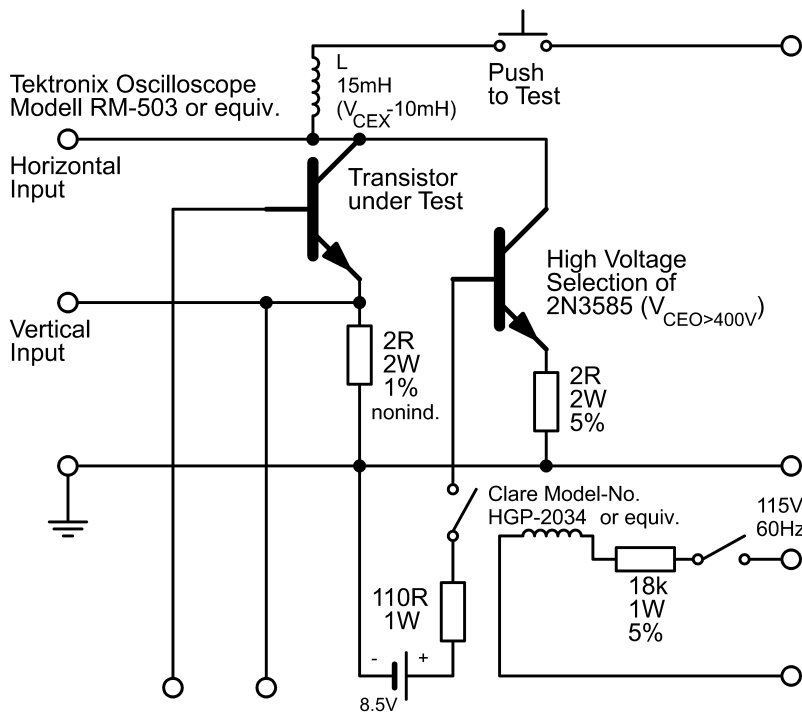 Tektronix Oscilloscope
Modell RM-503 or equiv.
L
15mH
(VCEX-10mH)
Push
to Test
Horizontal
Input
Transistor
under Test
High Voltage
Selection of
2N3585 (VCEO>400V)
Vertical
Input
2R
2W
1%
nonind.
2R
2W
5%
Clare Model-No.
HGP-2034 or equiv.
115V
60Hz
18k
1W
5%
110R
1W
- +
8.5V